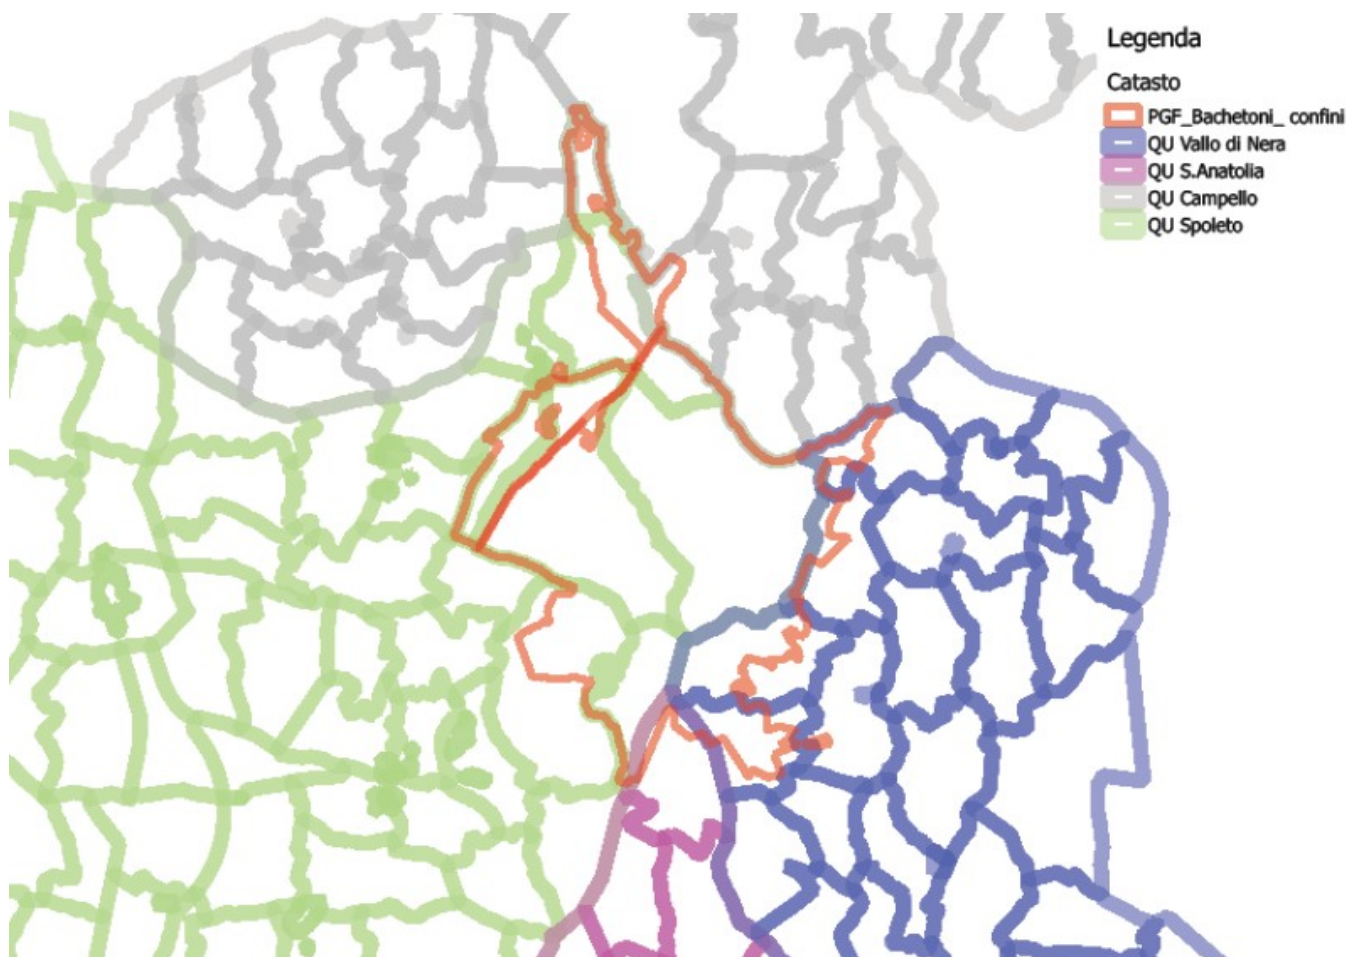 Legenda
Catasto
PGF_Bachetoni_ confini
QU Vallo di Nera
QU S.Anatolia
QU Campello
QU Spoleto